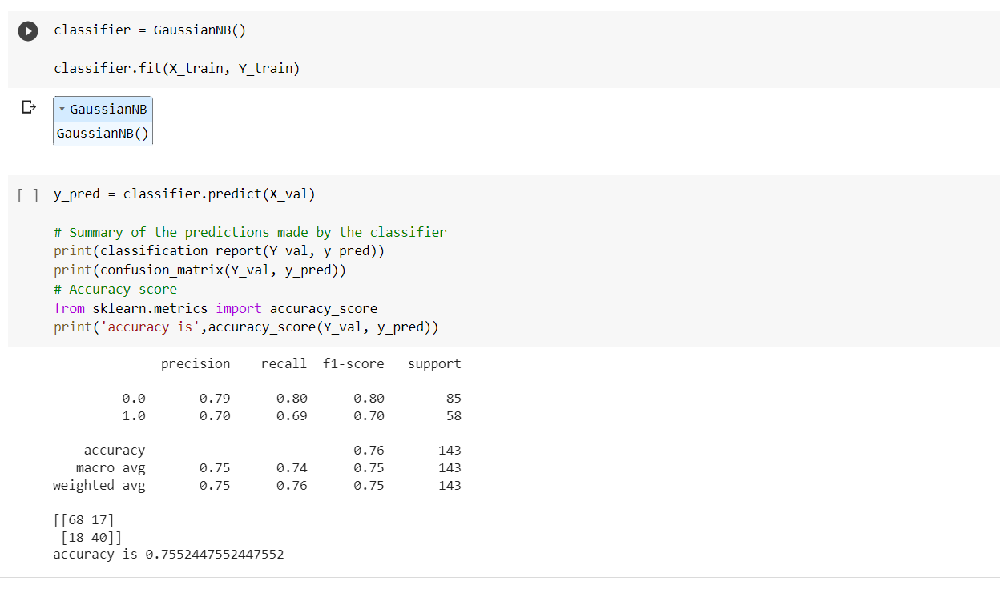 classifier = GaussianNB()
classifier.fit(X_train, Y_train)
GaussianNB
GaussianNB()
[ ] y_pred = classifier.predict(X_val)
# Summary of the predictions made by the classifier
print(classification_report(Y_val, y_pred))
print(confusion_matrix(Y_val, y_pred))
# Accuracy score
from sklearn.metrics import accuracy_score
print('accuracy is',accuracy_score(Y_val, y_pred))
precision recall f1-score support
0.0 0.79 0.80 0.80 85
1.0 0.70 0.69 0.70 58
accuracy 0.76 143
macro avg 0.75 0.74 0.75 143
weighted avg 0.75 0.76 0.75 143
[[68 17]
[18 40]]
accuracy is 0.7552447552447552